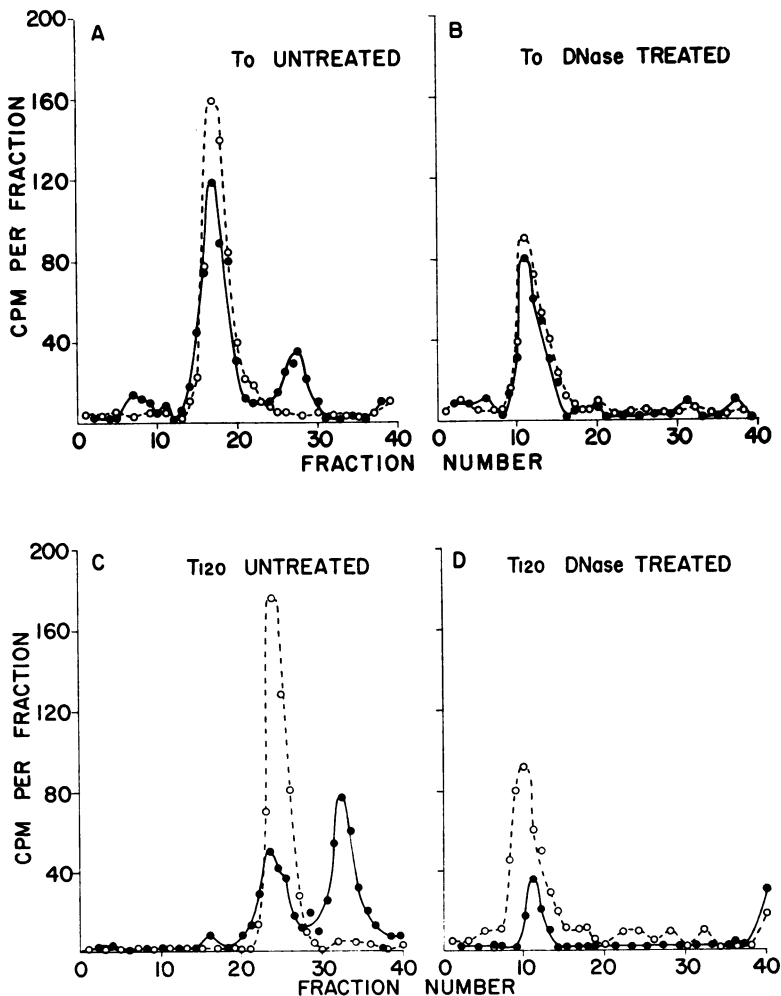 A
To UNTREATED
B
To DNase TREATED
CPM PER FRACTION
200
160
120
80
40
0 10 20 30 40 0 10 20 30 40
FRACTION NUMBER
C
T120 UNTREATED
D
T120 DNase TREATED
CPM PER FRACTION
200
160
120
80
40
0 10 20 30 40 0 10 20 30 40
FRACTION NUMBER